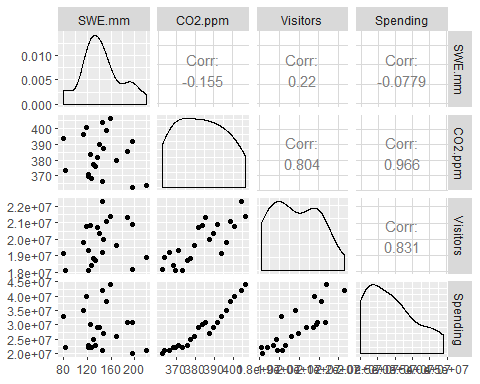 SWE.mm CO2.ppm Visitors Spending
0.010
0.005
0.000
Corr:
-0.155
Corr:
0.22
Corr:
-0.0779
SWE.mm
400
390
380
370
Corr:
0.804
Corr:
0.966
CO2.ppm
2.2e+07
2.1e+07
2.0e+07
1.9e+07
1.8e+07
Corr:
0.831
Visitors
4.5e+07
4.0e+07
3.5e+07
3.0e+07
2.5e+07
2.0e+07
Spending
80 120 160 200 370 380 390 400